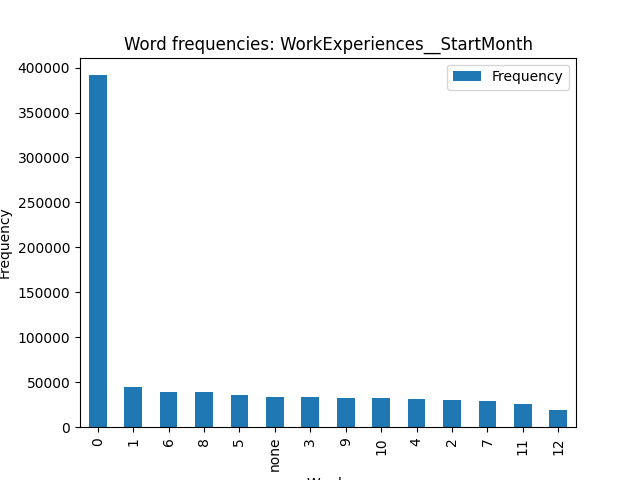 Word frequencies: WorkExperiences__StartMonth
Frequency
400000
350000
300000
250000
200000
150000
100000
50000
0
Frequency
0 1 6 8 5 none 3 9 10 4 2 7 11 12